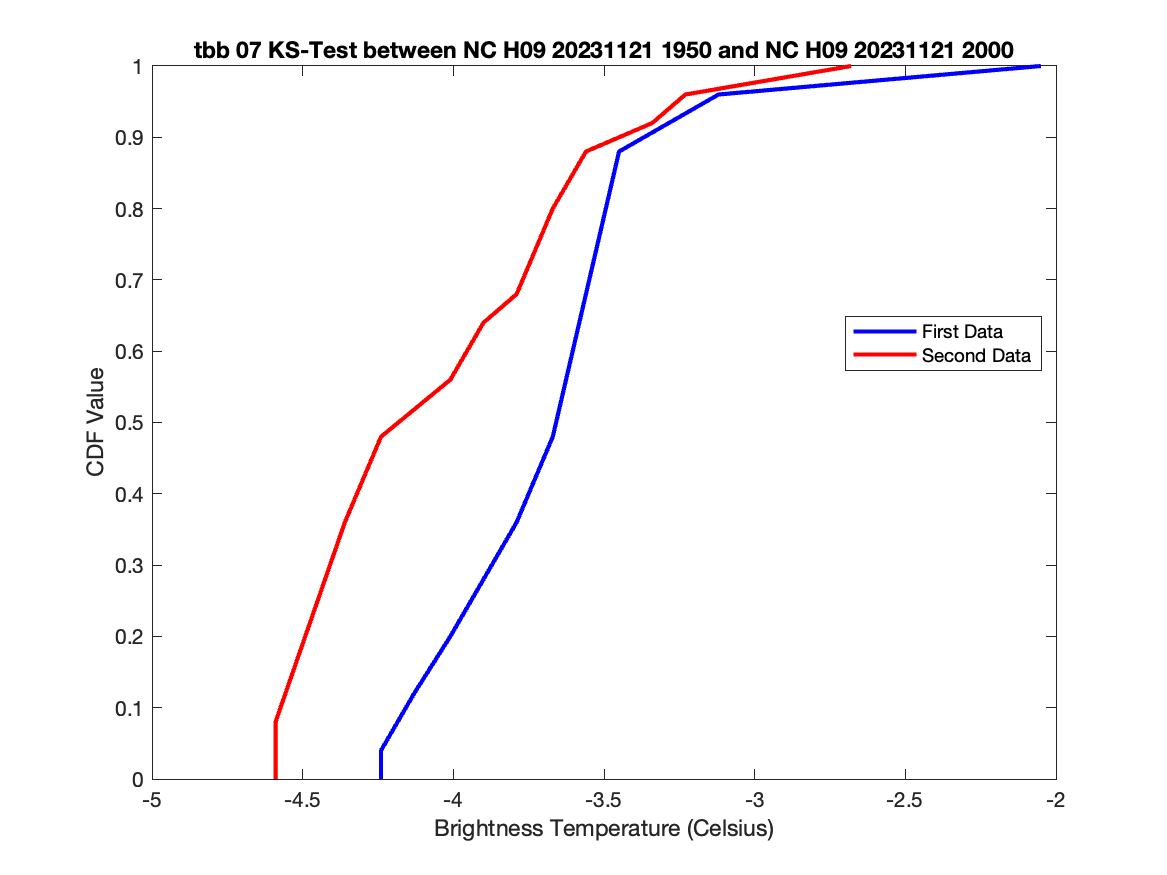 tbb 07 KS-Test between NC H09 20231121 1950 and NC H09 20231121 2000
1
0.9
0.8
0.7
0.6
0.5
0.4
0.3
0.2
0.1
0
CDF Value
First Data
Second Data
-5 -4.5 -4 -3.5 -3 -2.5 -2
Brightness Temperature (Celsius)